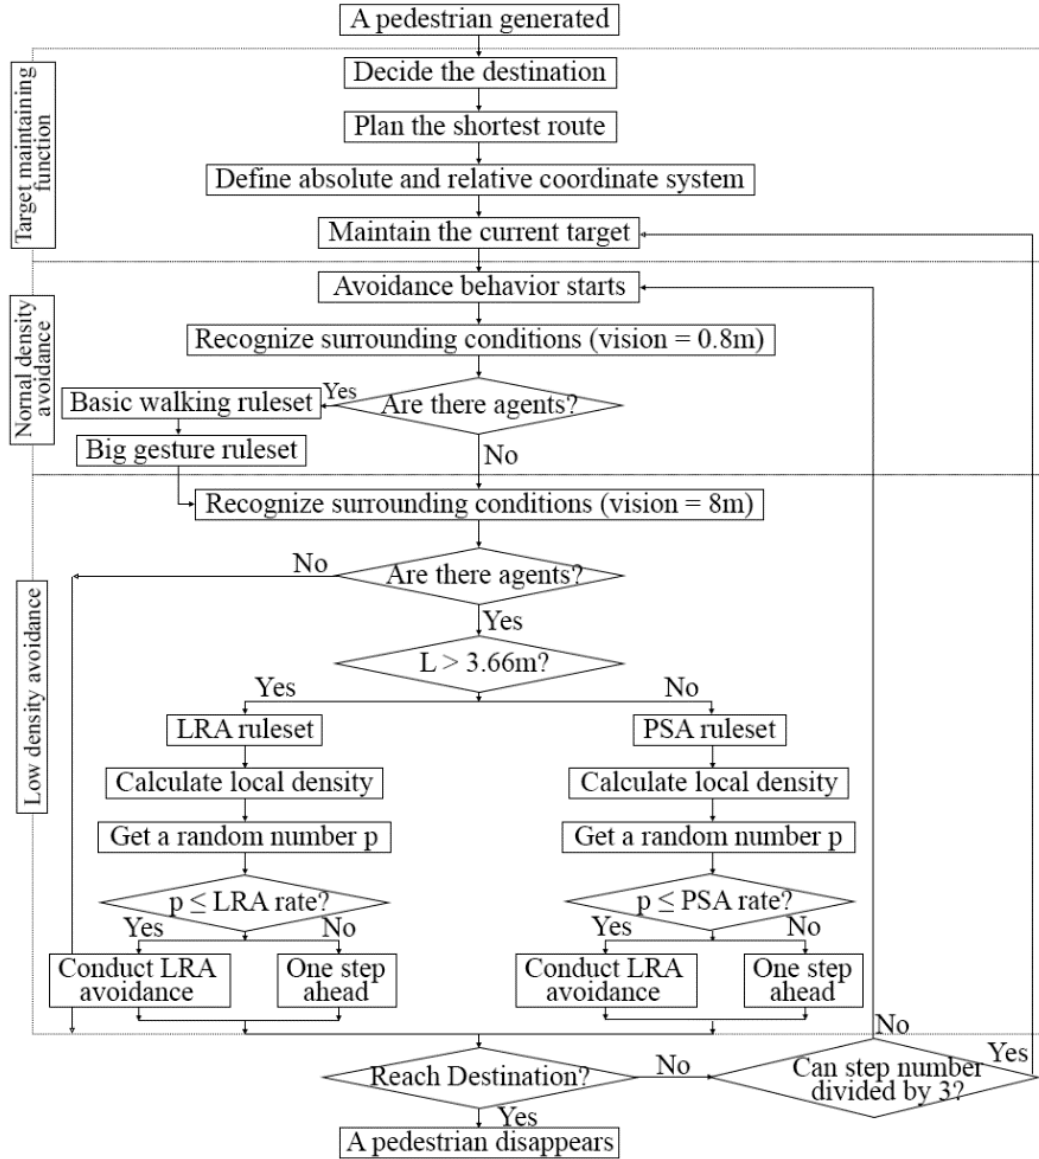 A pedestrian generated
Target maintaining
function
Decide the destination
Plan the shortest route
Define absolute and relative coordinate system
Maintain the current target
Nornal density
avoidance
Avoidance behavior starts
Recognize surrounding conditions (vision = 0.8m)
Yes
Basic walking ruleset
Are there agents?
Big gesture ruleset
No
Low density avoidance
Recognize surrounding conditions (vision = 8m)
No
Are there agents?
Yes
L > 3.66m?
Yes
No
LRA ruleset
PSA ruleset
Calculate local density
Calculate local density
Get a random number p
Get a random number p
p ≤ LRA rate?
p ≤ PSA rate?
Yes
No
Yes
No
Conduct LRA
avoidance
One step
ahead
Conduct LRA
avoidance
One step
ahead
No
Yes
Reach Destination?
No
Can step number
divided by 3?
Yes
A pedestrian disappears